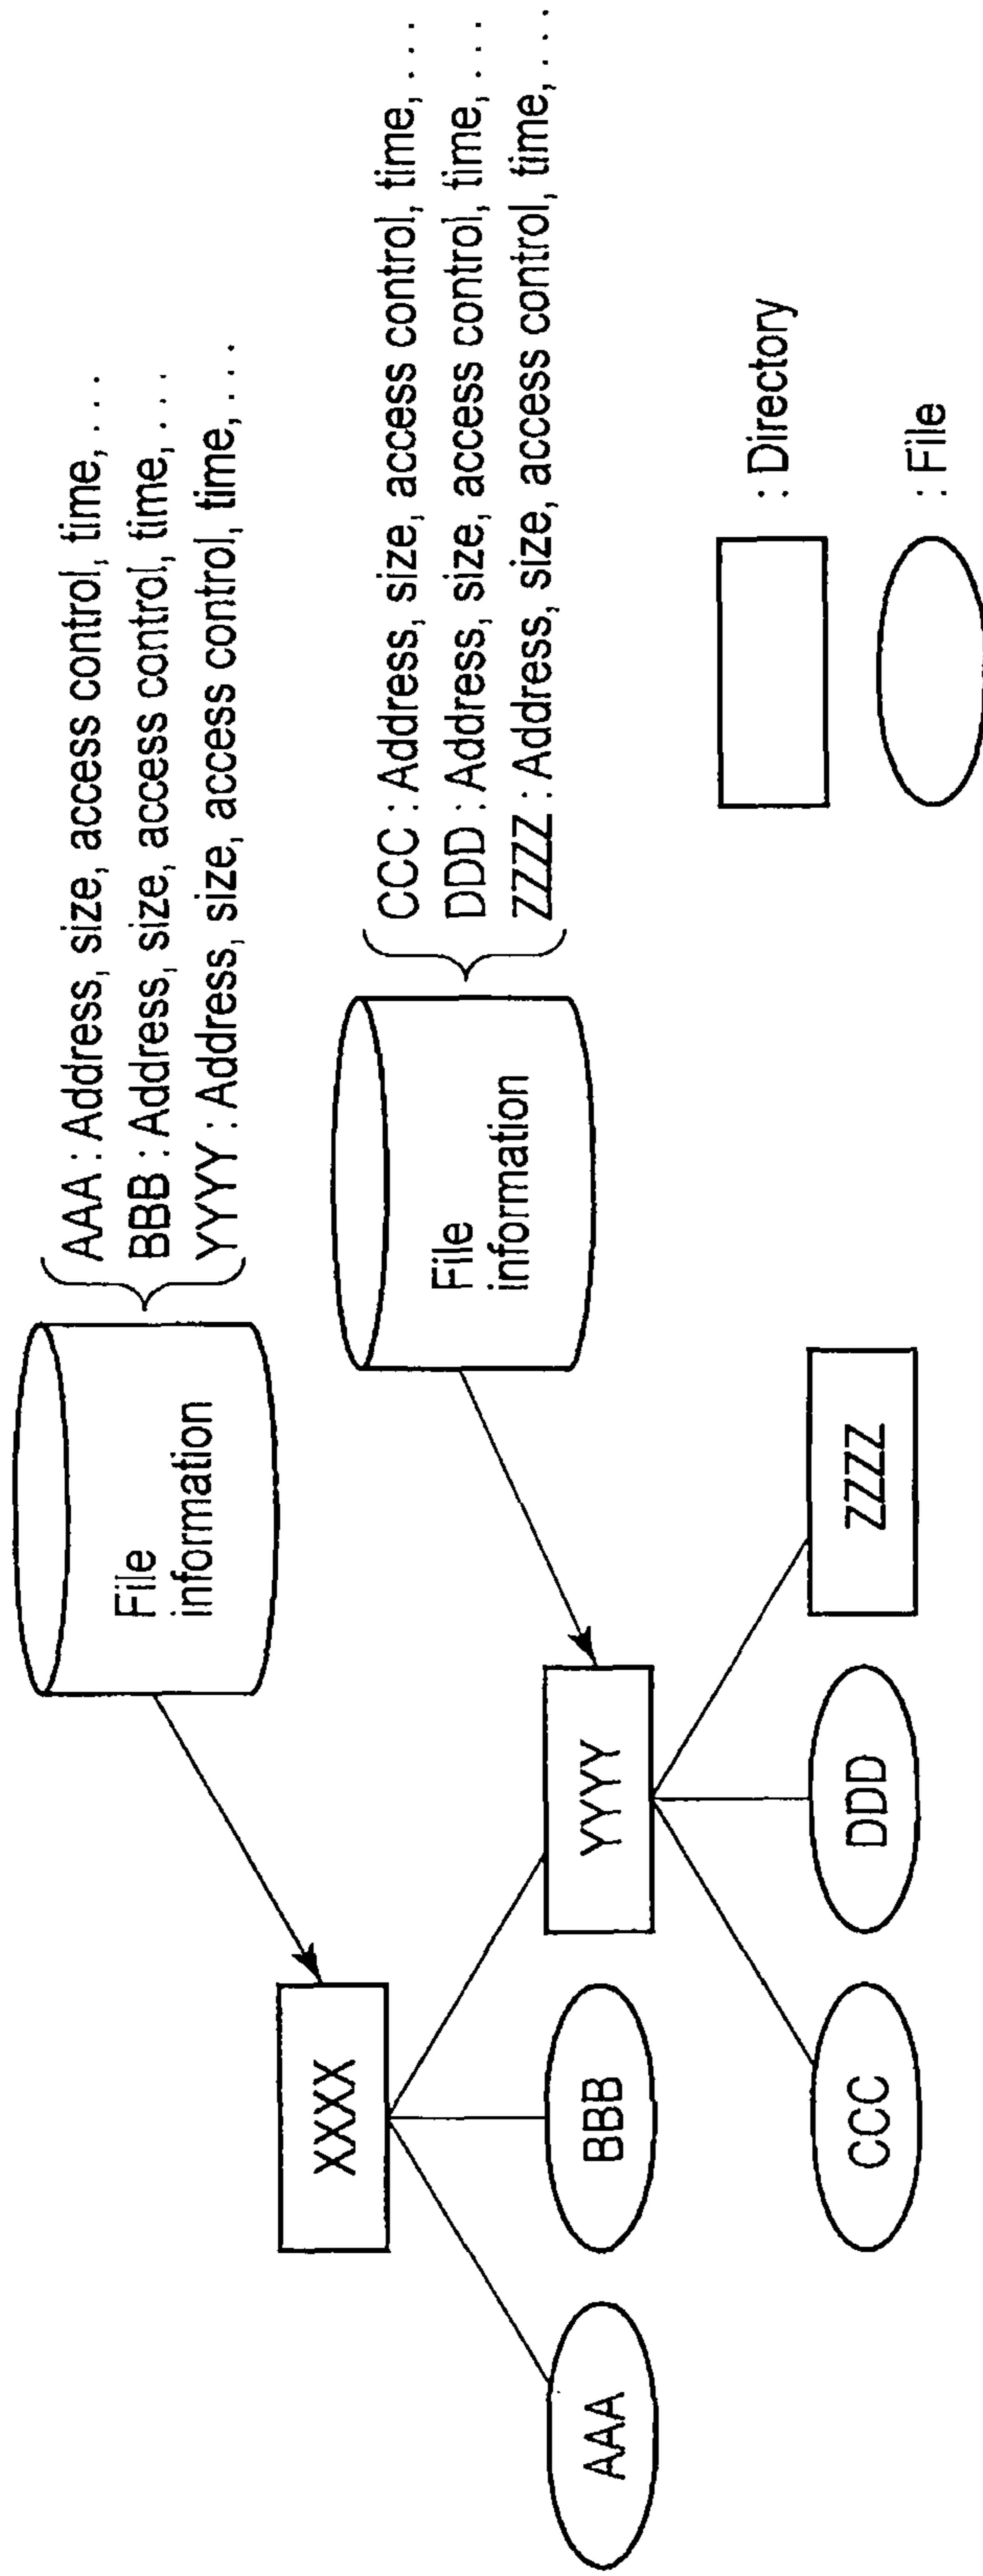 File
information
AAA : Address, size, access control, time, . . .
BBB : Address, size, access control, time, . . .
YYYY : Address, size, access control, time, . . .
File
information
CCC : Address, size, access control, time, . . .
DDD : Address, size, access control, time, . . .
ZZZZ : Address, size, access control, time, . . .
XXXX
AAA
BBB
YYYY
CCC
DDD
ZZZZ
: Directory
: File